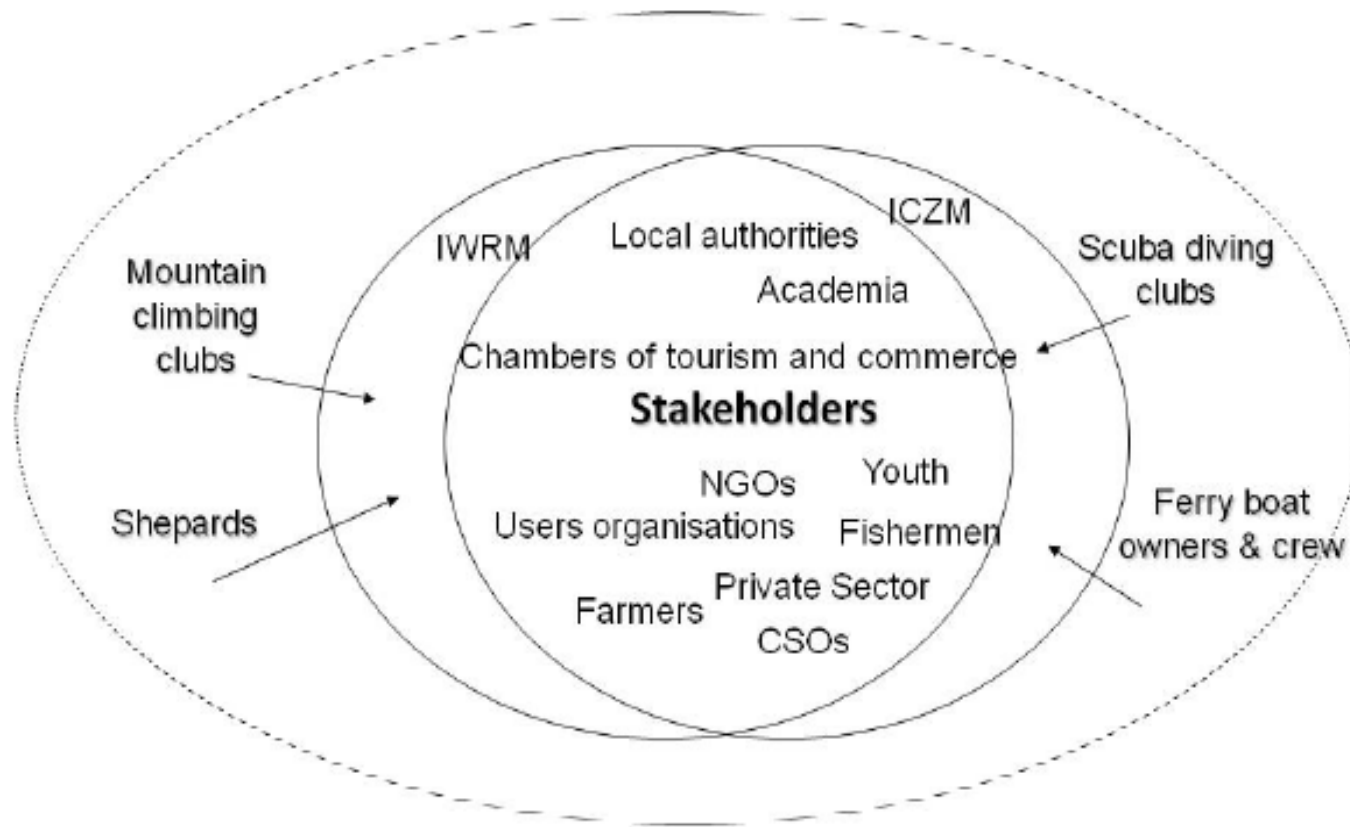 IWRM
ICZM
Local authorities
Academia
Mountain
climbing
clubs
Scuba diving
clubs
Chambers of tourism and commerce
Stakeholders
NGOs
Youth
Users organisations
Fishermen
Shepards
Ferry boat
owners & crew
Private Sector
Farmers
CSOs